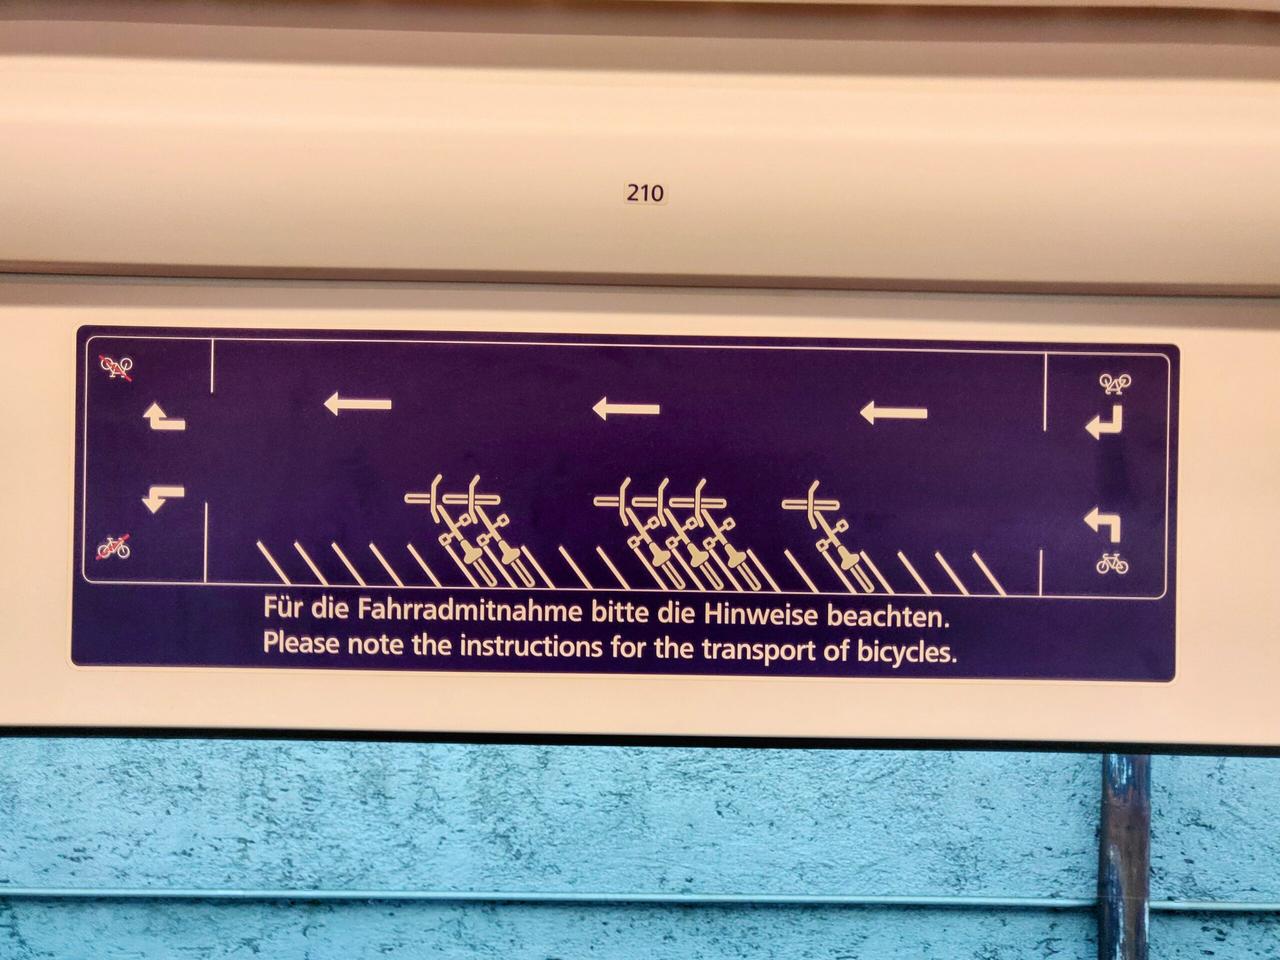 210
Für die Fahrradmitnahme bitte die Hinweise beachten.
Please note the instructions for the transport of bicycles.